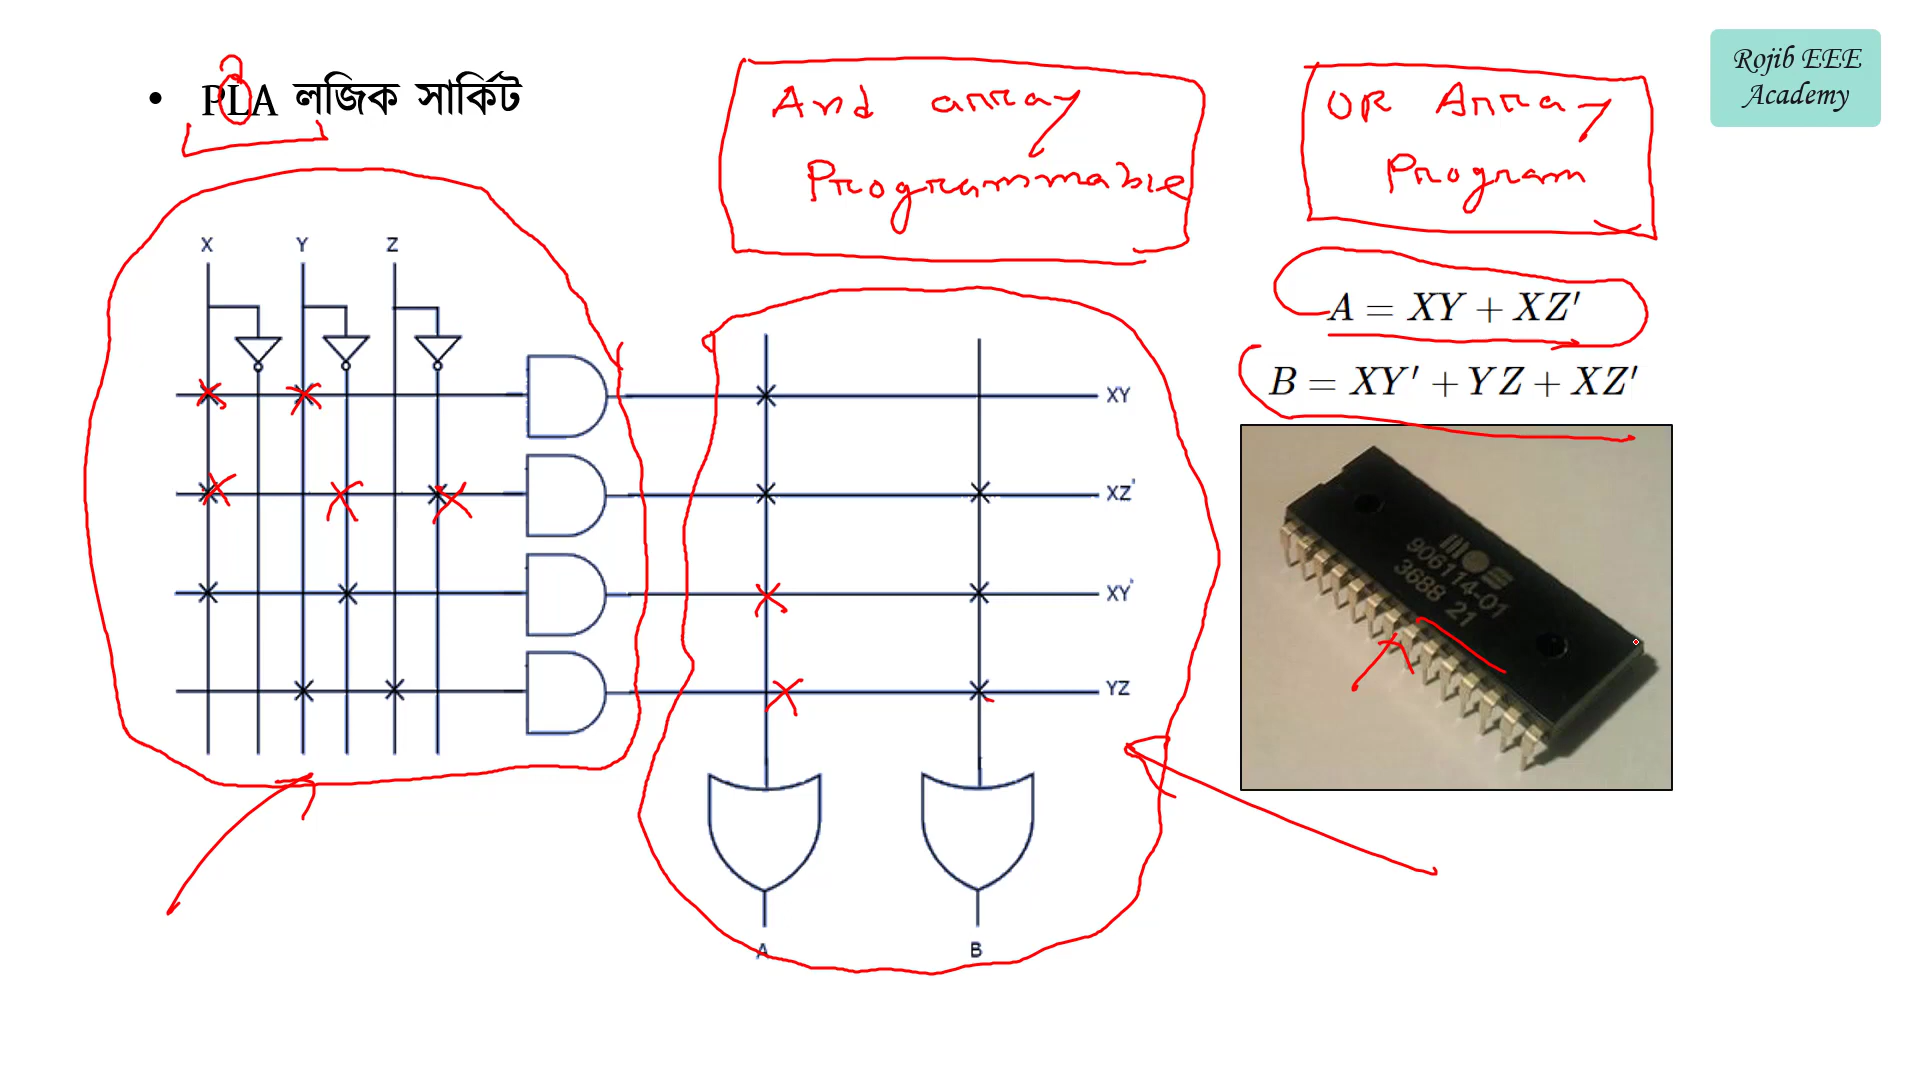 • PLA লজিক সার্কিট
And array
Programmable
OR Array
Program
Rojib EEE
Academy
X Y Z
A = XY + XZ'
B = XY' + YZ + XZ'
XY
XZ'
XY'
YZ
A B
906114-01
3688 21